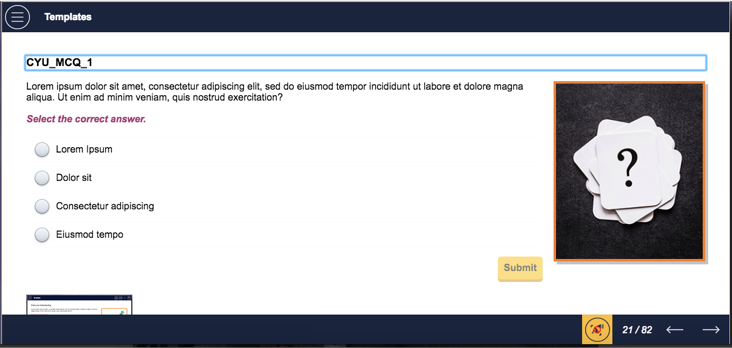 Templates
CYU_MCQ_1
Lorem ipsum dolor sit amet, consectetur adipiscing elit, sed do eiusmod tempor incididunt ut labore et dolore magna
aliqua. Ut enim ad minim veniam, quis nostrud exercitation?
Select the correct answer.
Lorem Ipsum
Dolor sit
Consectetur adipiscing
Eiusmod tempo
?
Submit
21 / 82